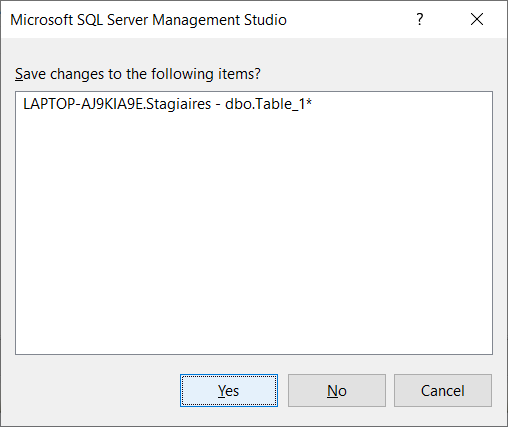 Microsoft SQL Server Management Studio
?
Save changes to the following items?
LAPTOP-AJ9KIA9E.Stagiaires - dbo.Table_1*
Yes
No
Cancel